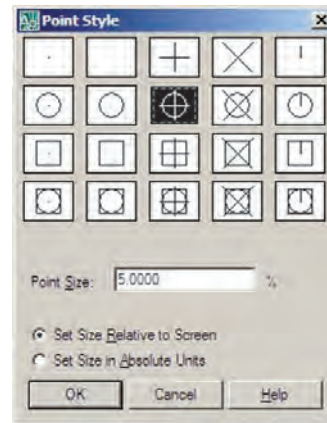 Point Style
Point Size: 5.0000 %
Set Size Relative to Screen
Set Size in Absolute Units
OK Cancel Help